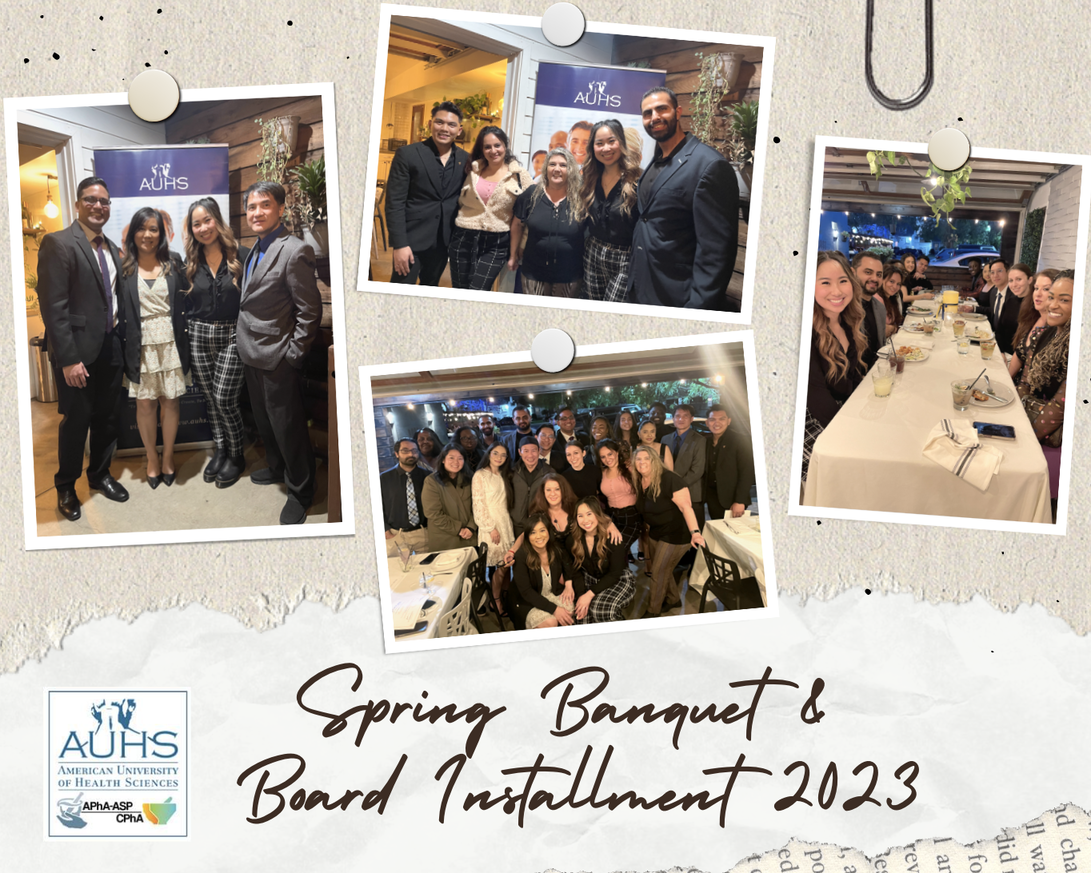 AUHS
AUHS
Spring Banquet &
Board Installment 2023
AUHS
AMERICAN UNIVERSITY
OF HEALTH SCIENCES
APhA-ASP
CPhA